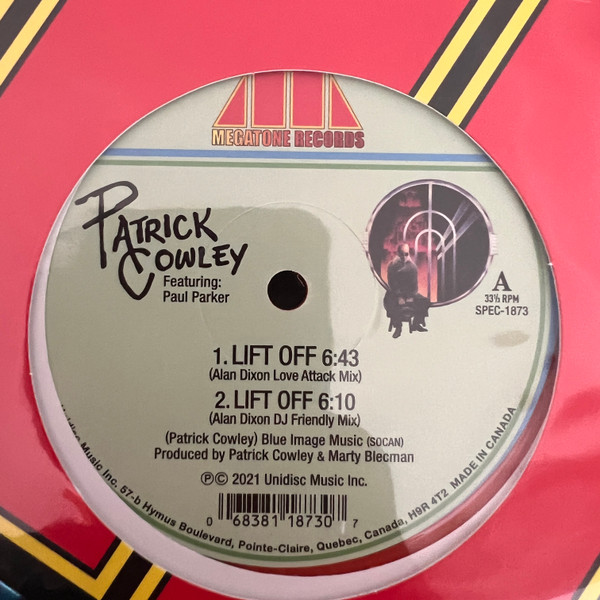 MEGATONE RECORDS
PATRICK
COWLEY
Featuring:
Paul Parker
A
33⅓ RPM
SPEC-1873
1. LIFT OFF 6:43
(Alan Dixon Love Attack Mix)
2. LIFT OFF 6:10
(Alan Dixon DJ Friendly Mix)
(Patrick Cowley) Blue Image Music (SOCAN)
Produced by Patrick Cowley & Marty Blecman
℗© 2021 Unidisc Music Inc.
0 68381 18730 7
Unidisc Music Inc. 57-b Hymus Boulevard, Pointe-Claire, Quebec, Canada, H9R 4T2 MADE IN CANADA